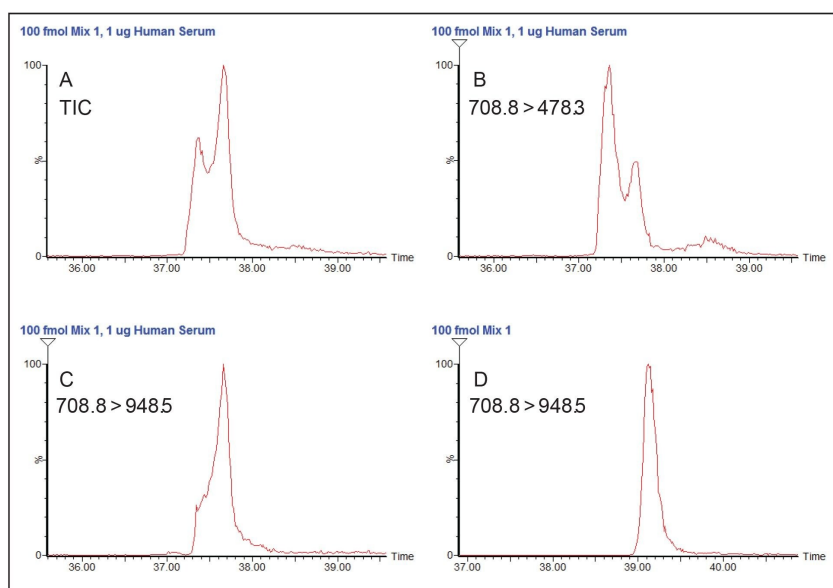 100 fmol Mix 1, 1 ug Human Serum
100
A
TIC
%
0
36.00 37.00 38.00 39.00 Time
100 fmol Mix 1, 1 ug Human Serum
100
B
708.8 > 478.3
%
0
36.00 37.00 38.00 39.00 Time
100 fmol Mix 1, 1 ug Human Serum
100
C
708.8 > 948.5
%
0
36.00 37.00 38.00 39.00 Time
100 fmol Mix 1
100
D
708.8 > 948.5
%
0
37.00 38.00 39.00 40.00 Time